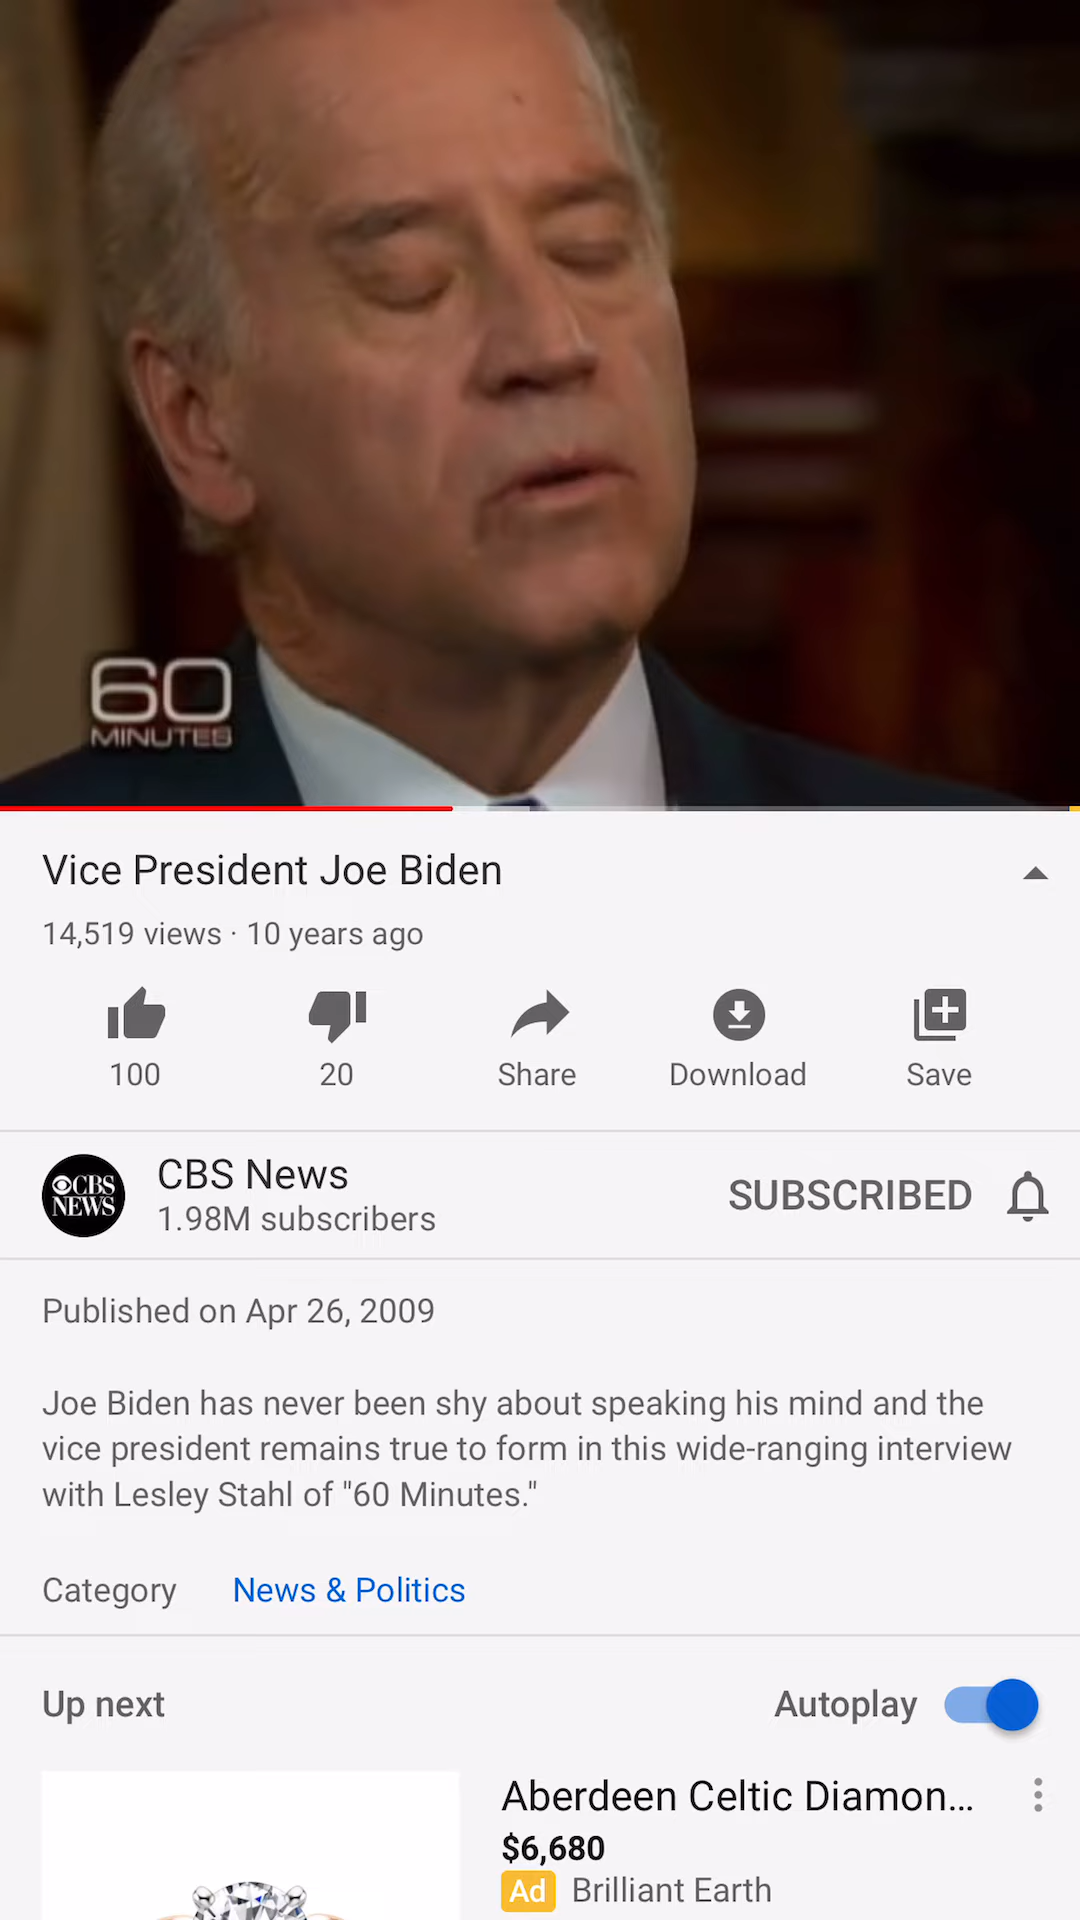 60
MINUTES
Vice President Joe Biden
14,519 views · 10 years ago
100
20
Share
Download
Save
CBS
NEWS
CBS News
1.98M subscribers
SUBSCRIBED
Published on Apr 26, 2009
Joe Biden has never been shy about speaking his mind and the
vice president remains true to form in this wide-ranging interview
with Lesley Stahl of "60 Minutes."
Category News & Politics
Up next
Autoplay
Aberdeen Celtic Diamon...
$6,680
Ad Brilliant Earth